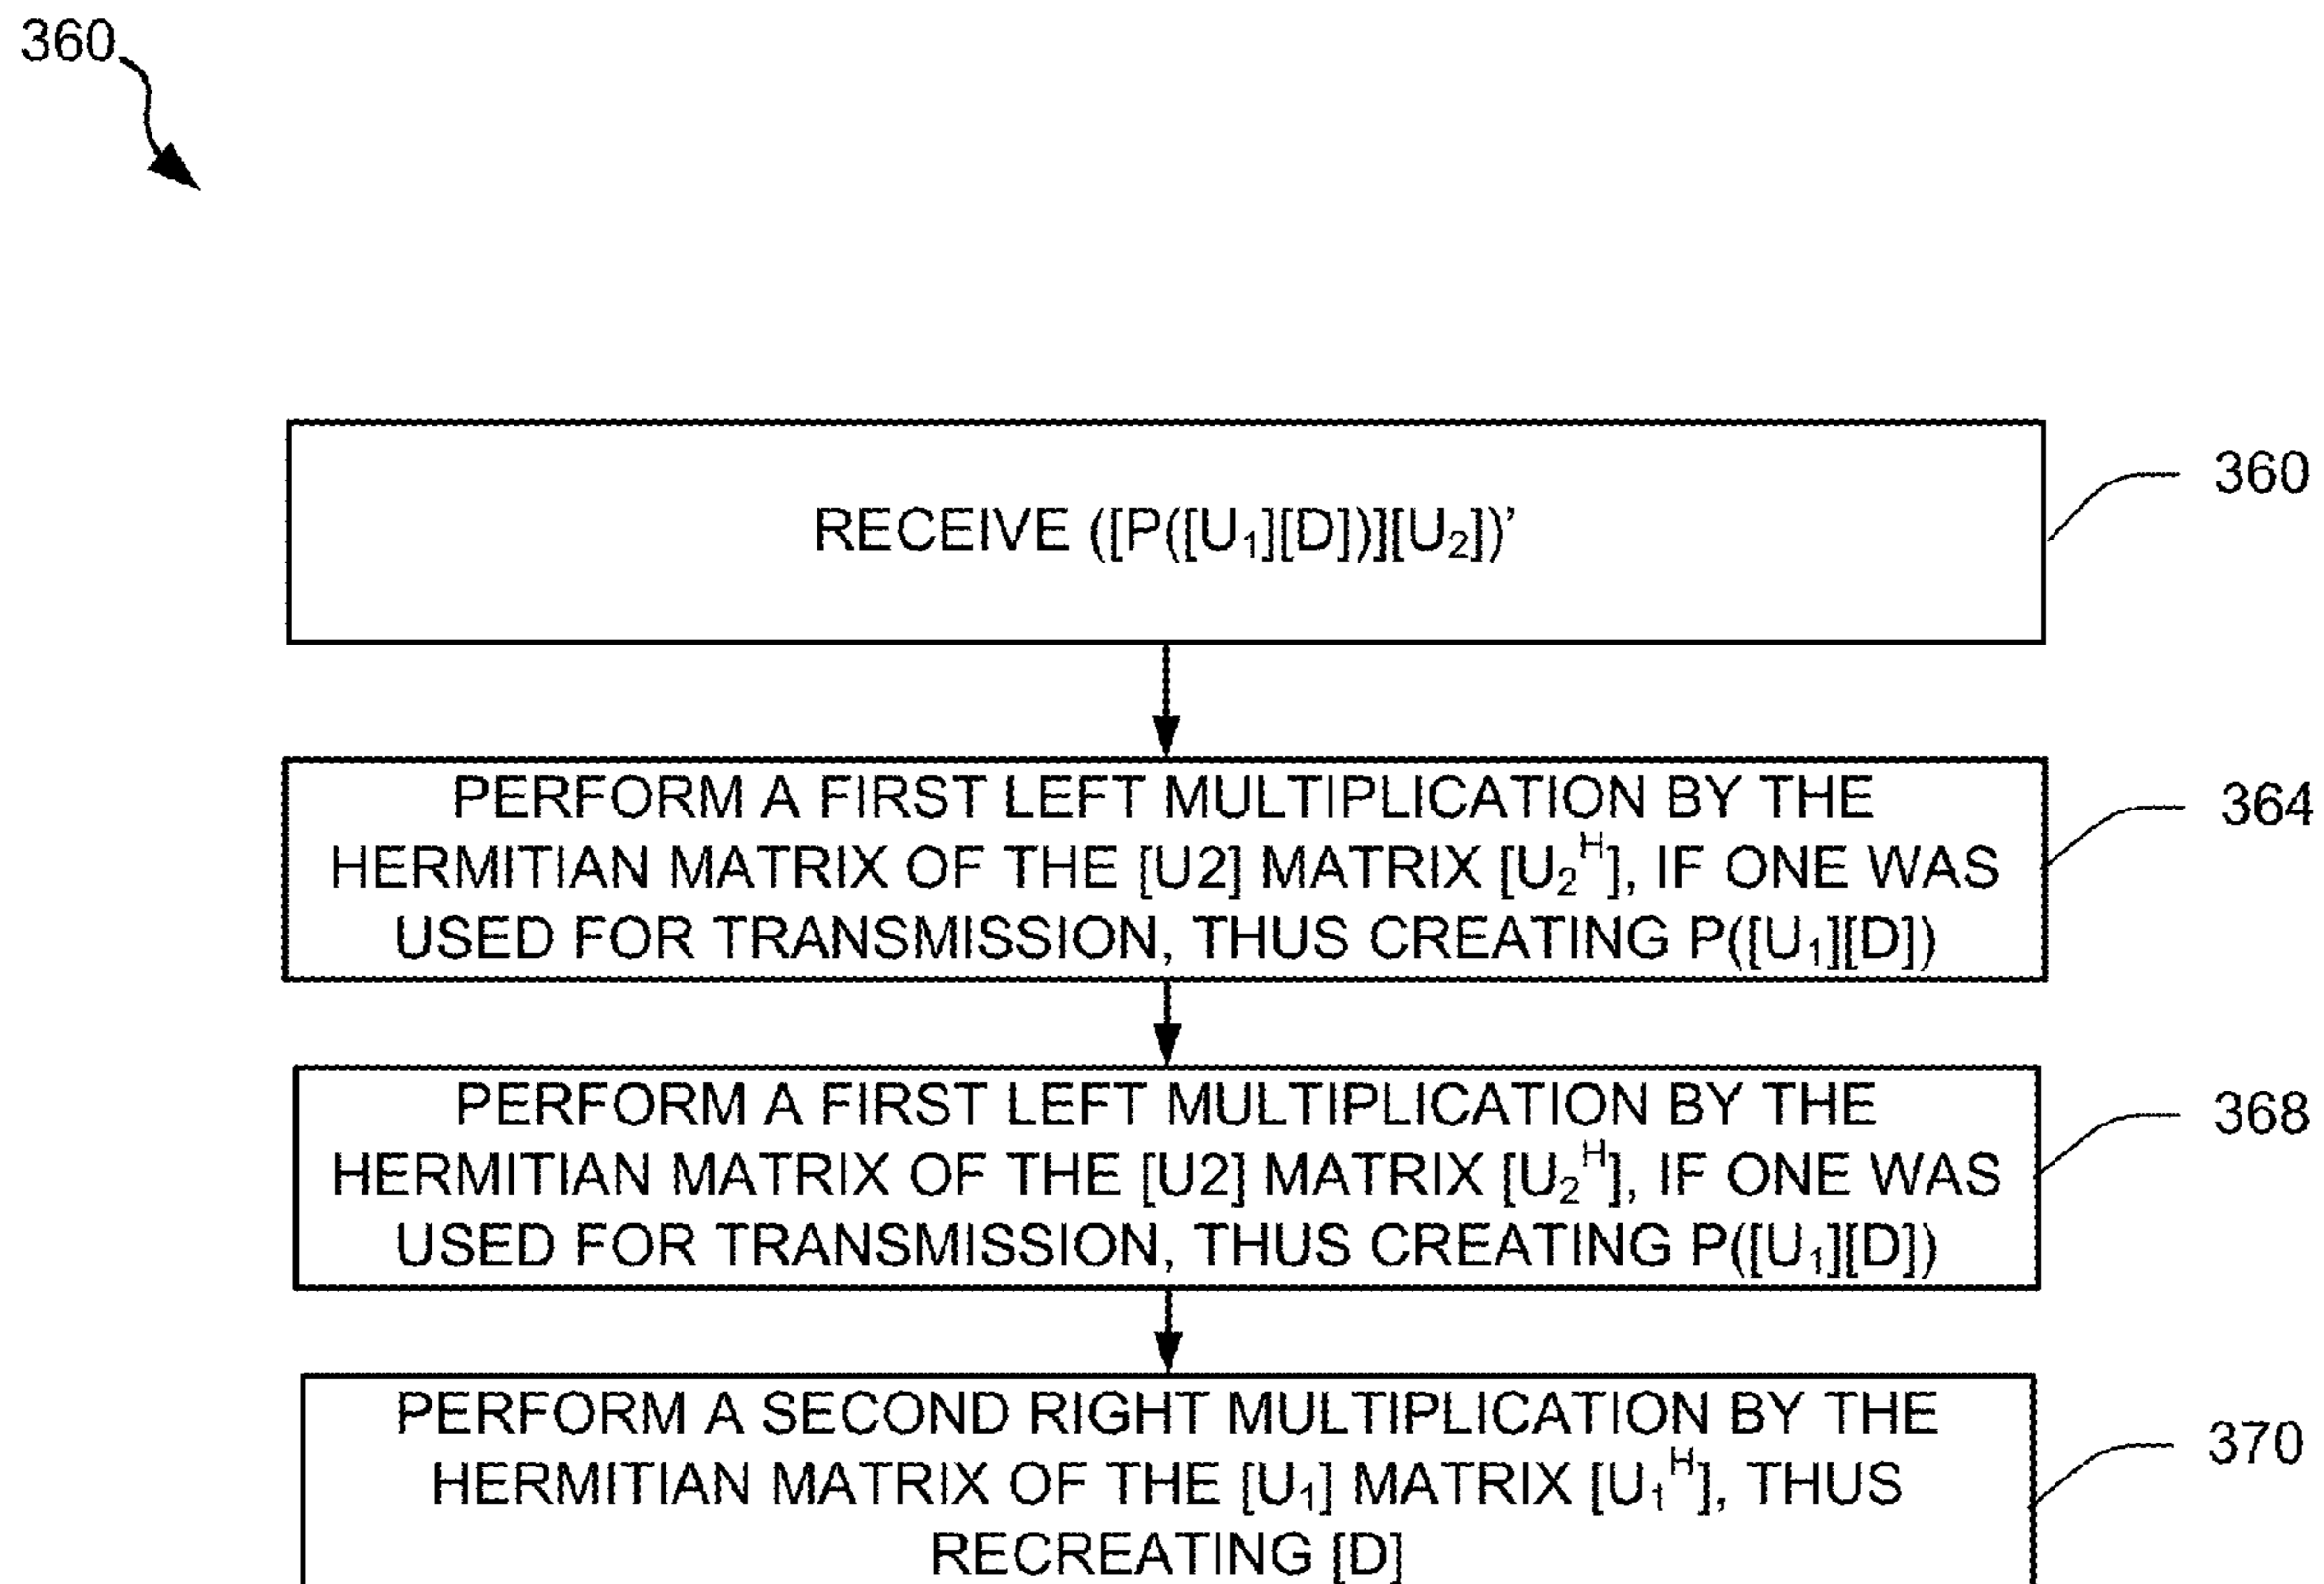 360
RECEIVE ([P([U₁][D])][U₂])’
360
PERFORM A FIRST LEFT MULTIPLICATION BY THE
HERMITIAN MATRIX OF THE [U2] MATRIX [U₂ᴴ], IF ONE WAS
USED FOR TRANSMISSION, THUS CREATING P([U₁][D])
364
PERFORM A FIRST LEFT MULTIPLICATION BY THE
HERMITIAN MATRIX OF THE [U2] MATRIX [U₂ᴴ], IF ONE WAS
USED FOR TRANSMISSION, THUS CREATING P([U₁][D])
368
PERFORM A SECOND RIGHT MULTIPLICATION BY THE
HERMITIAN MATRIX OF THE [U₁] MATRIX [U₁ᴴ], THUS
RECREATING [D]
370